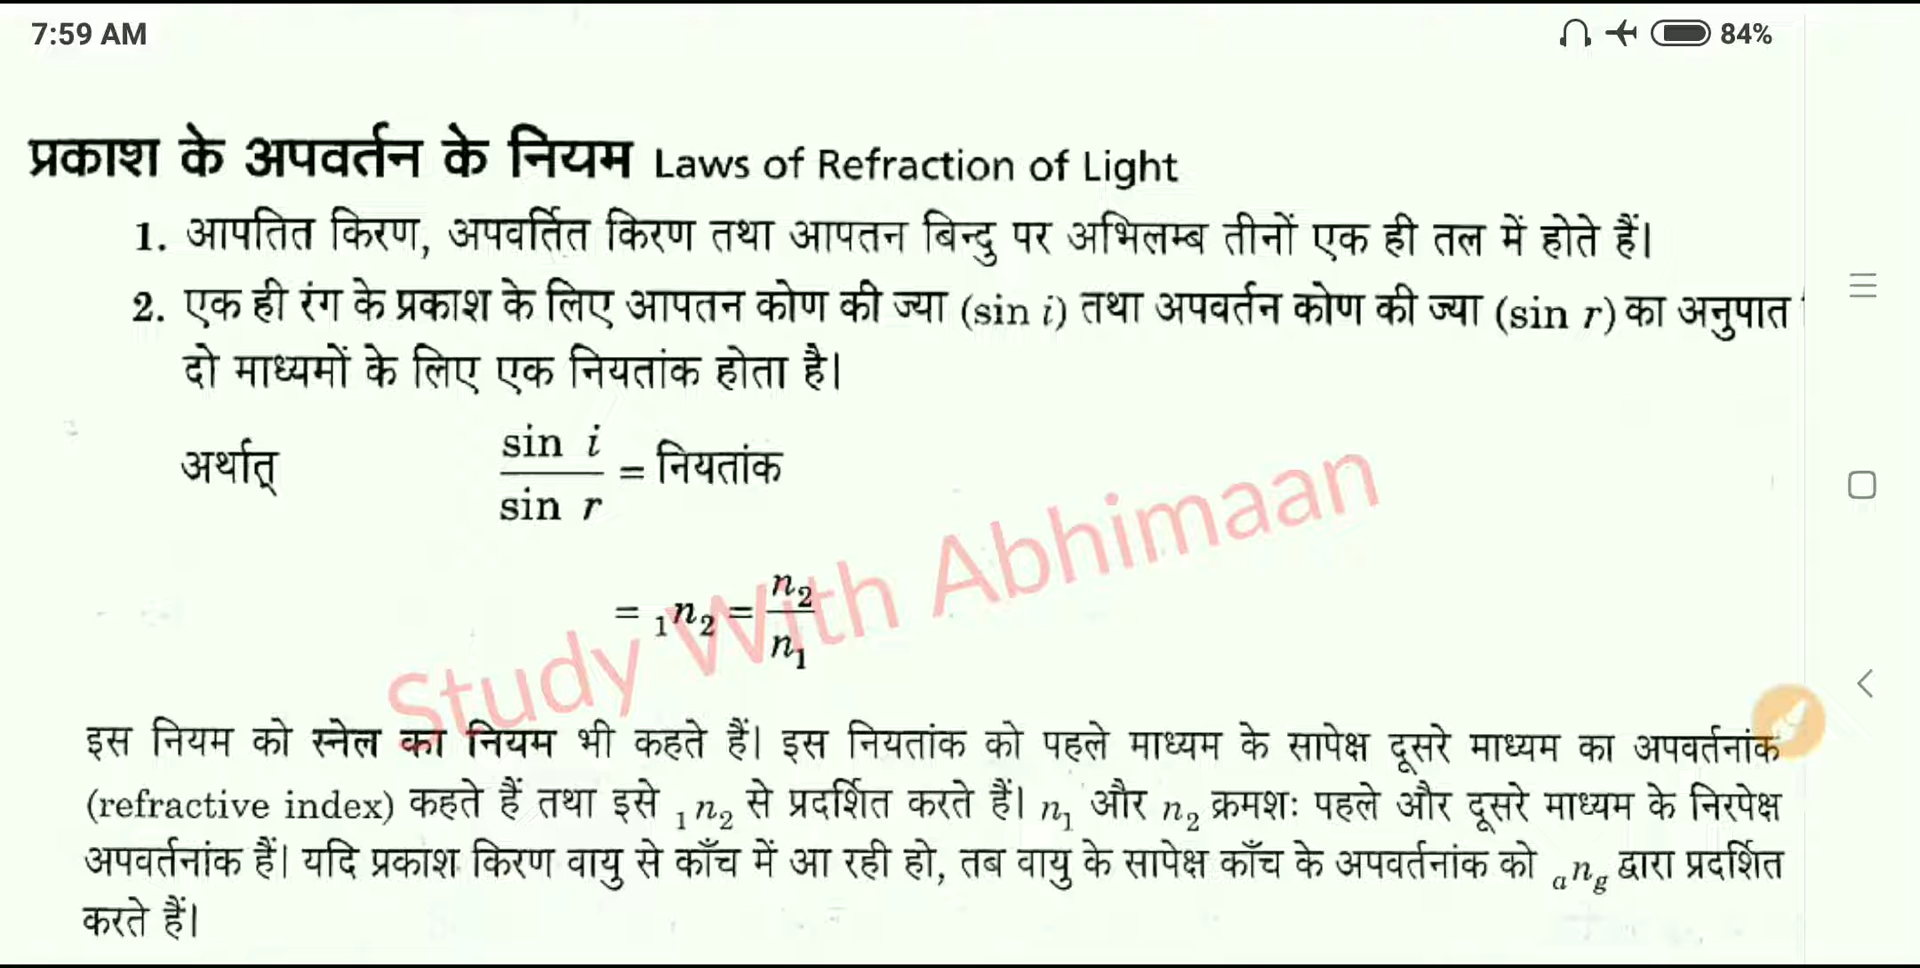 7:59 AM
84%
प्रकाश के अपवर्तन के नियम Laws of Refraction of Light
1. आपतित किरण, अपवर्तित किरण तथा आपतन बिन्दु पर अभिलम्ब तीनों एक ही तल में होते हैं।
2. एक ही रंग के प्रकाश के लिए आपतन कोण की ज्या (sin i) तथा अपवर्तन कोण की ज्या (sin r) का अनुपात
दो माध्यमों के लिए एक नियतांक होता है।
अर्थात् sin i / sin r = नियतांक
= ₁n₂ = n₂ / n₁
Study With Abhimaan
इस नियम को स्नेल का नियम भी कहते हैं। इस नियतांक को पहले माध्यम के सापेक्ष दूसरे माध्यम का अपवर्तनांक
(refractive index) कहते हैं तथा इसे ₁n₂ से प्रदर्शित करते हैं। n₁ और n₂ क्रमशः पहले और दूसरे माध्यम के निरपेक्ष
अपवर्तनांक हैं। यदि प्रकाश किरण वायु से काँच में आ रही हो, तब वायु के सापेक्ष काँच के अपवर्तनांक को ₐn_g द्वारा प्रदर्शित
करते हैं।